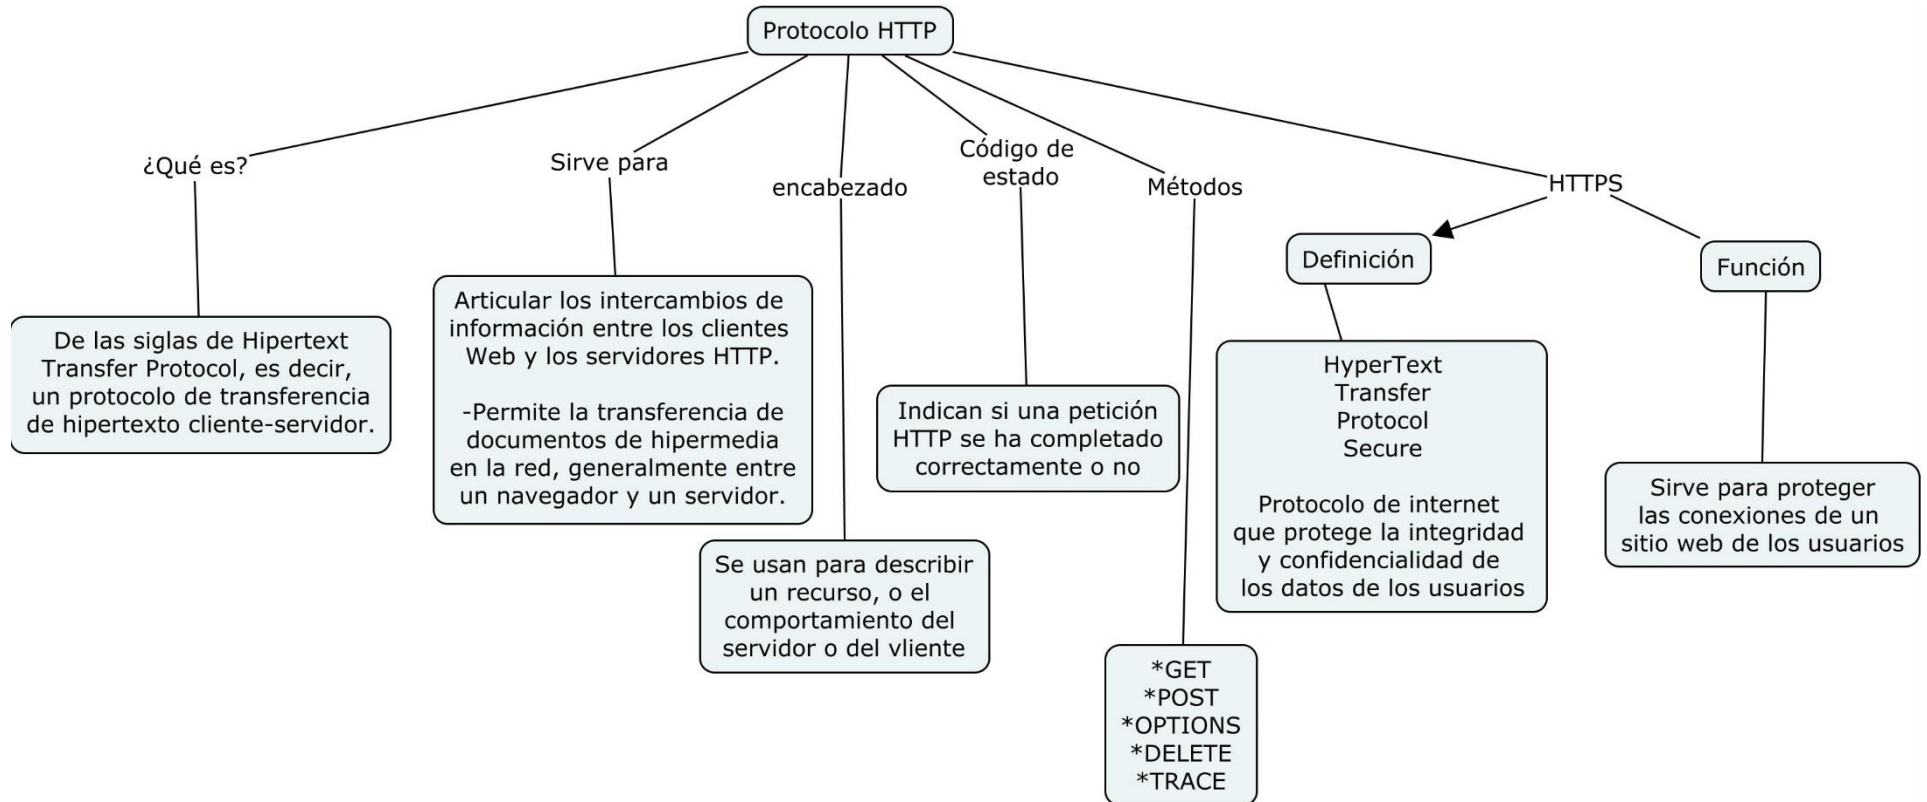 Protocolo HTTP
¿Qué es?
Sirve para
encabezado
Código de
estado
Métodos
HTTPS
Definición
Función
De las siglas de Hipertext
Transfer Protocol, es decir,
un protocolo de transferencia
de hipertexto cliente-servidor.
Articular los intercambios de
información entre los clientes
Web y los servidores HTTP.
-Permite la transferencia de
documentos de hipermedia
en la red, generalmente entre
un navegador y un servidor.
Se usan para describir
un recurso, o el
comportamiento del
servidor o del vliente
Indican si una petición
HTTP se ha completado
correctamente o no
*GET
*POST
*OPTIONS
*DELETE
*TRACE
HyperText
Transfer
Protocol
Secure
Protocolo de internet
que protege la integridad
y confidencialidad de
los datos de los usuarios
Sirve para proteger
las conexiones de un
sitio web de los usuarios